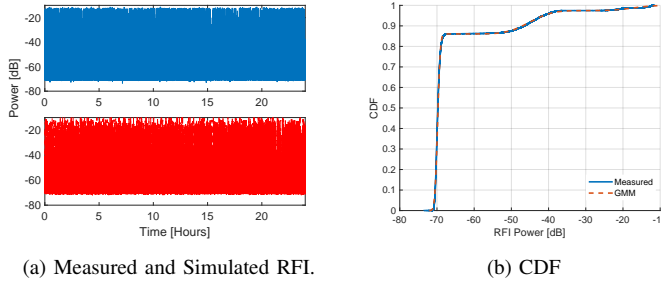 Power [dB]
-20
-40
-60
-80
0 5 10 15 20
-20
-40
-60
-80
0 5 10 15 20
Time [Hours]
(a) Measured and Simulated RFI.
CDF
1
0.9
0.8
0.7
0.6
0.5
0.4
0.3
0.2
0.1
0
Measured
GMM
-80 -70 -60 -50 -40 -30 -20 -1
RFI Power [dB]
(b) CDF